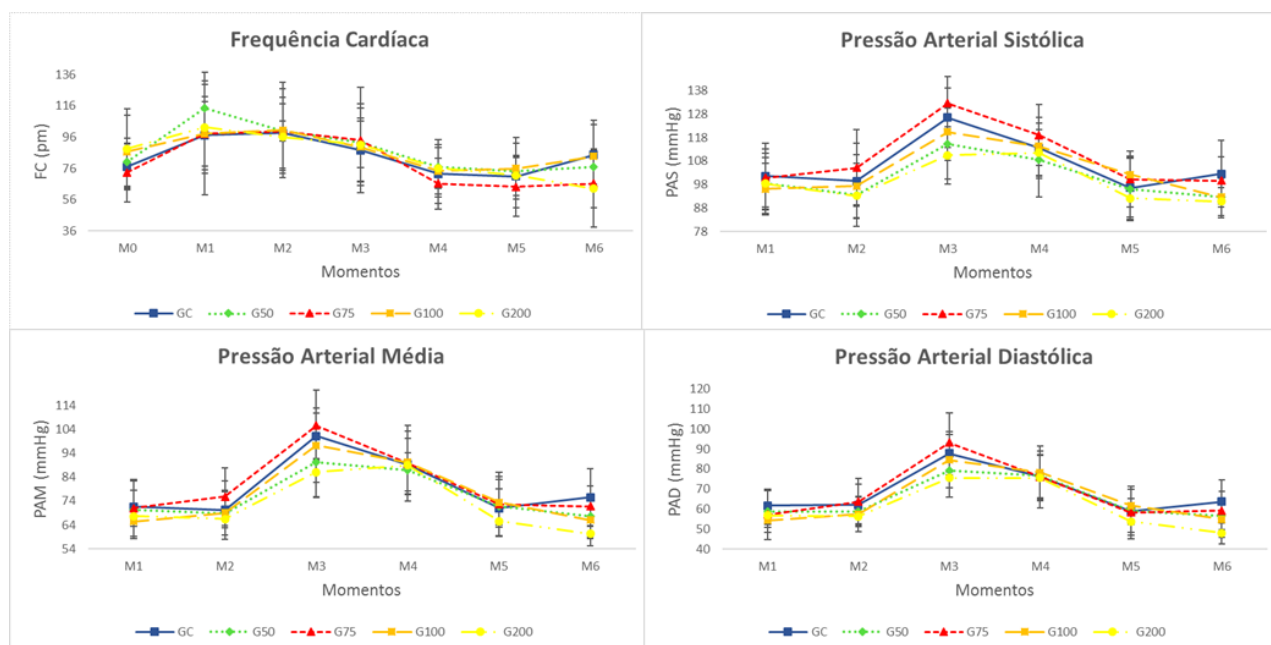 Frequência Cardíaca
FC (pm)
136
116
96
76
56
36
M0 M1 M2 M3 M4 M5 M6
Momentos
GC G50 G75 G100 G200
Pressão Arterial Sistólica
PAS (mmHg)
138
128
118
108
98
88
78
M1 M2 M3 M4 M5 M6
Momentos
GC G50 G75 G100 G200
Pressão Arterial Média
PAM (mmHg)
114
104
94
84
74
64
54
M1 M2 M3 M4 M5 M6
Momentos
GC G50 G75 G100 G200
Pressão Arterial Diastólica
PAD (mmHg)
120
110
100
90
80
70
60
50
40
M1 M2 M3 M4 M5 M6
Momentos
GC G50 G75 G100 G200